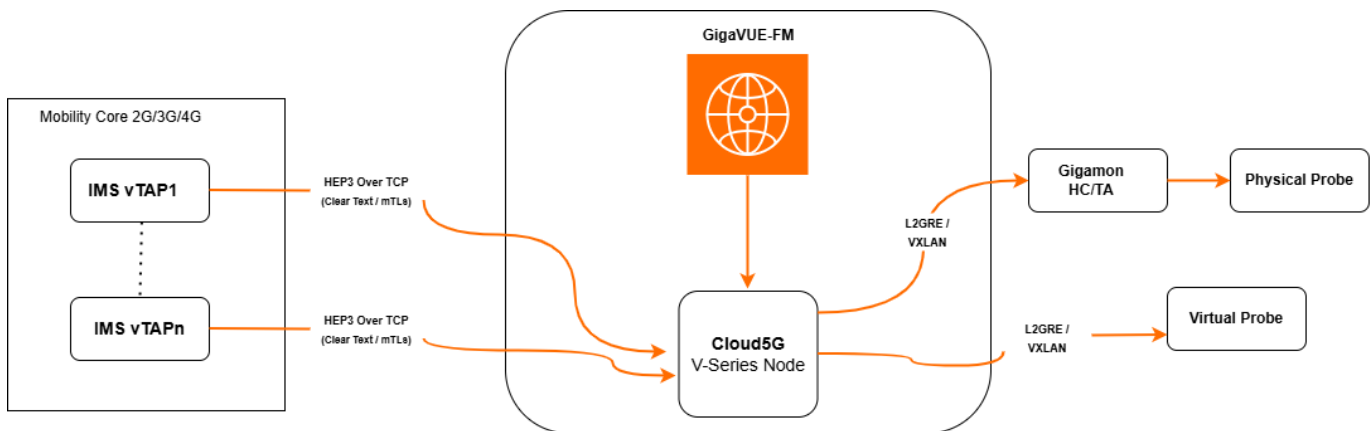 GigaVUE-FM
Mobility Core 2G/3G/4G
IMS vTAP1
HEP3 Over TCP
(Clear Text / mTLs)
Gigamon
HC/TA
Physical Probe
L2GRE /
VXLAN
IMS vTAPn
HEP3 Over TCP
(Clear Text / mTLs)
Cloud5G
V-Series Node
L2GRE /
VXLAN
Virtual Probe